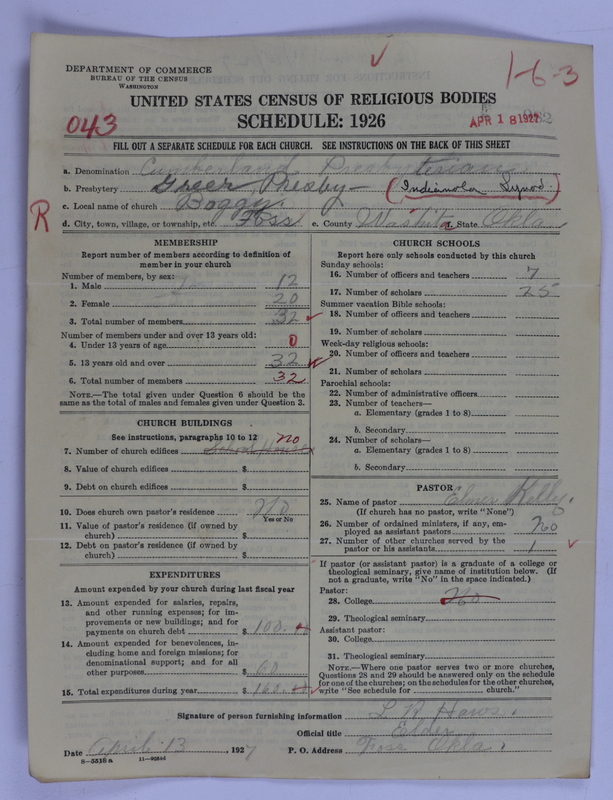 DEPARTMENT OF COMMERCE
BUREAU OF THE CENSUS
WASHINGTON
1-6-3
UNITED STATES CENSUS OF RELIGIOUS BODIES
SCHEDULE: 1926
043
APR 18 1927
FILL OUT A SEPARATE SCHEDULE FOR EACH CHURCH. SEE INSTRUCTIONS ON THE BACK OF THIS SHEET
a. Denomination Cumberland Presbyterian
b. Presbytery Greer Presby- (Indianola Synod.)
c. Local name of church Boggy.
R
d. City, town, village, or township, etc. Foss e. County Washita State Okla
MEMBERSHIP
Report number of members according to definition of
member in your church
Number of members, by sex:
1. Male 12
2. Female 20
3. Total number of members 32
Number of members under and over 13 years old:
4. Under 13 years of age 0
5. 13 years old and over 32
6. Total number of members 32
NOTE.—The total given under Question 6 should be
same as the total of males and females given under Question 3.
CHURCH BUILDINGS
See instructions, paragraphs 10 to 12 no
7. Number of church edifices School House
8. Value of church edifices $
9. Debt on church edifices $
10. Does church own pastor's residence No
Yes or No
11. Value of pastor's residence (if owned by
church) $
12. Debt on pastor's residence (if owned by
church) $
EXPENDITURES
Amount expended by your church during last fiscal year
13. Amount expended for salaries, repairs,
and other running expenses; for im-
provements or new buildings; and for
payments on church debt $ 100.
14. Amount expended for benevolences, in-
cluding home and foreign missions; for
denominational support; and for all
other purposes $ 60
15. Total expenditures during year $ 160.
CHURCH SCHOOLS
Report here only schools conducted by this church
Sunday schools:
16. Number of officers and teachers 7
17. Number of scholars 25
Summer vacation Bible schools:
18. Number of officers and teachers
19. Number of scholars
Week-day religious schools:
20. Number of officers and teachers
21. Number of scholars
Parochial schools:
22. Number of administrative officers
23. Number of teachers—
a. Elementary (grades 1 to 8)
b. Secondary
24. Number of scholars—
a. Elementary (grades 1 to 8)
b. Secondary
PASTOR
25. Name of pastor Elmer Kelly.
(If church has no pastor, write "None")
26. Number of ordained ministers, if any, em-
ployed as assistant pastors no
27. Number of other churches served by the
pastor or his assistants 1
If pastor (or assistant pastor) is a graduate of a college or
theological seminary, give name of institution below. (If
not a graduate, write "No" in the space indicated.)
Pastor:
28. College no
29. Theological seminary
Assistant pastor:
30. College
31. Theological seminary
NOTE.—Where one pastor serves two or more churches,
Questions 28 and 29 should be answered only on the schedule
for one of the churches; on the schedules for the other churches,
write "See schedule for church."
Signature of person furnishing information L R Haws.
Official title Elder
Date April 13, 1927 P. O. Address Foss Okla.
8-5518a 11-9234d